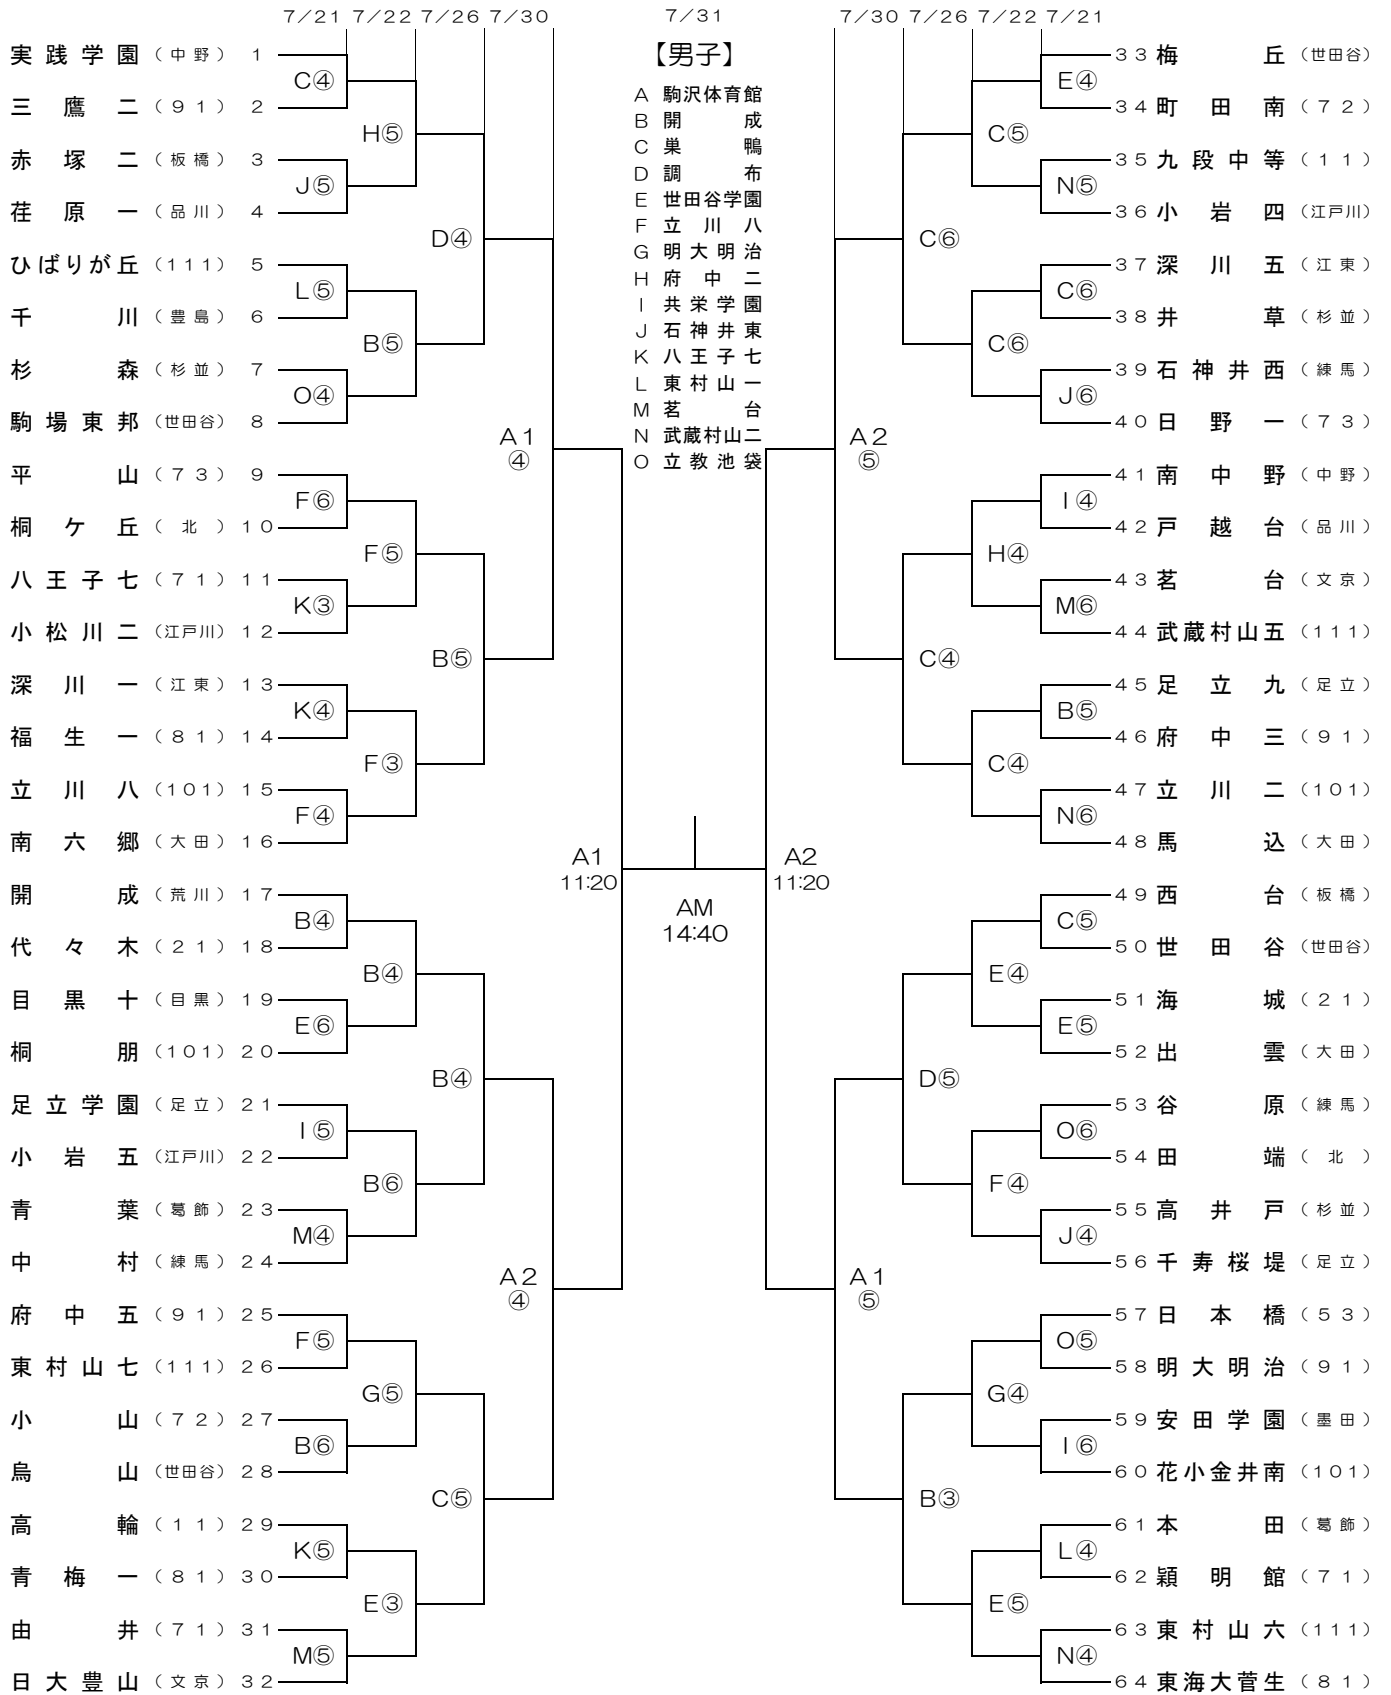 7/21 7/22 7/26 7/30 7/31 7/30 7/26 7/22 7/21
【男子】
A 駒沢体育館
B 開成
C 巣鴨
D 調布
E 世田谷学園
F 立川八
G 明大明治
H 府中二
I 共栄学園
J 石神井東
K 八王子七
L 東村山一
M 茗台
N 武蔵村山二
O 立教池袋
実践学園 (中野) 1
C④
三鷹二 (91) 2
H⑤
赤塚二 (板橋) 3
J⑤
荏原一 (品川) 4
D④
ひばりが丘 (111) 5
L⑤
千川 (豊島) 6
B⑤
杉森 (杉並) 7
O④
駒場東邦 (世田谷) 8
A1
④
平山 (73) 9
F⑥
桐ケ丘 (北) 10
F⑤
八王子七 (71) 11
K③
小松川二 (江戸川) 12
B⑤
深川一 (江東) 13
K④
福生一 (81) 14
F③
立川八 (101) 15
F④
南六郷 (大田) 16
A1
11:20
開成 (荒川) 17
B④
代々木 (21) 18
B④
目黒十 (目黒) 19
E⑥
桐朋 (101) 20
B④
足立学園 (足立) 21
I⑤
小岩五 (江戸川) 22
B⑥
青葉 (葛飾) 23
M④
中村 (練馬) 24
A2
④
府中五 (91) 25
F⑤
東村山七 (111) 26
G⑤
小山 (72) 27
B⑥
烏山 (世田谷) 28
C⑤
高輪 (11) 29
K⑤
青梅一 (81) 30
E③
由井 (71) 31
M⑤
日大豊山 (文京) 32
AM
14:40
33 梅丘 (世田谷)
E④
34 町田南 (72)
C⑤
35 九段中等 (11)
N⑤
36 小岩四 (江戸川)
C⑥
37 深川五 (江東)
C⑥
38 井草 (杉並)
C⑥
39 石神井西 (練馬)
J⑥
40 日野一 (73)
A2
⑤
41 南中野 (中野)
I④
42 戸越台 (品川)
H④
43 茗台 (文京)
M⑥
44 武蔵村山五 (111)
C④
45 足立九 (足立)
B⑤
46 府中三 (91)
C④
47 立川二 (101)
N⑥
48 馬込 (大田)
A2
11:20
49 西台 (板橋)
C⑤
50 世田谷 (世田谷)
E④
51 海城 (21)
E⑤
52 出雲 (大田)
D⑤
53 谷原 (練馬)
O⑥
54 田端 (北)
F④
55 高井戸 (杉並)
J④
56 千寿桜堤 (足立)
A1
⑤
57 日本橋 (53)
O⑤
58 明大明治 (91)
G④
59 安田学園 (墨田)
I⑥
60 花小金井南 (101)
B③
61 本田 (葛飾)
L④
62 穎明館 (71)
E⑤
63 東村山六 (111)
N④
64 東海大菅生 (81)